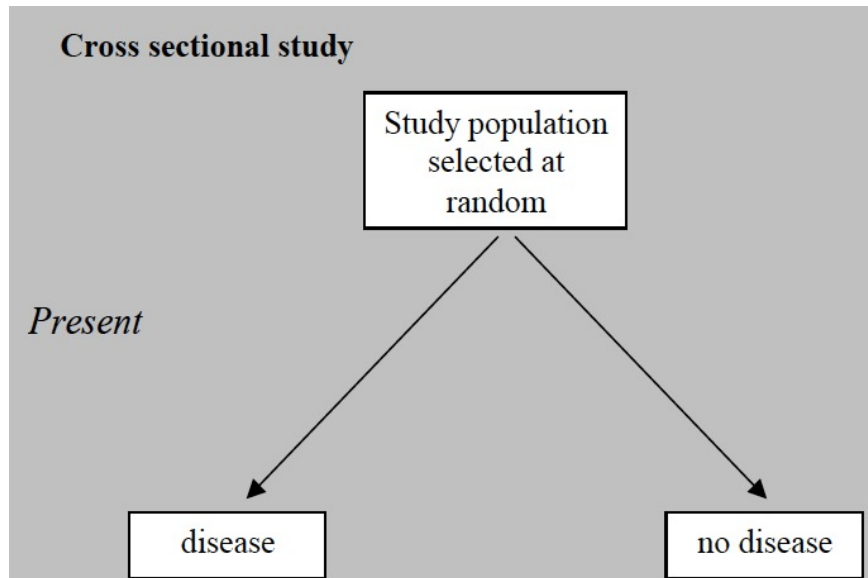 Cross sectional study
Study population
selected at
random
Present
disease
no disease